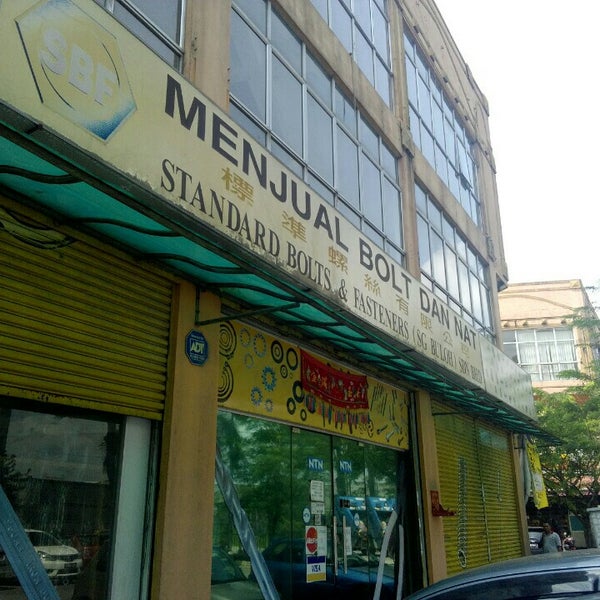 SBF
MENJUAL BOLT DAN NAT
標準螺絲有限公
STANDARD BOLTS & FASTENERS (SG BULOH) SDN BHD
ADT
NTN
NTN
VISA